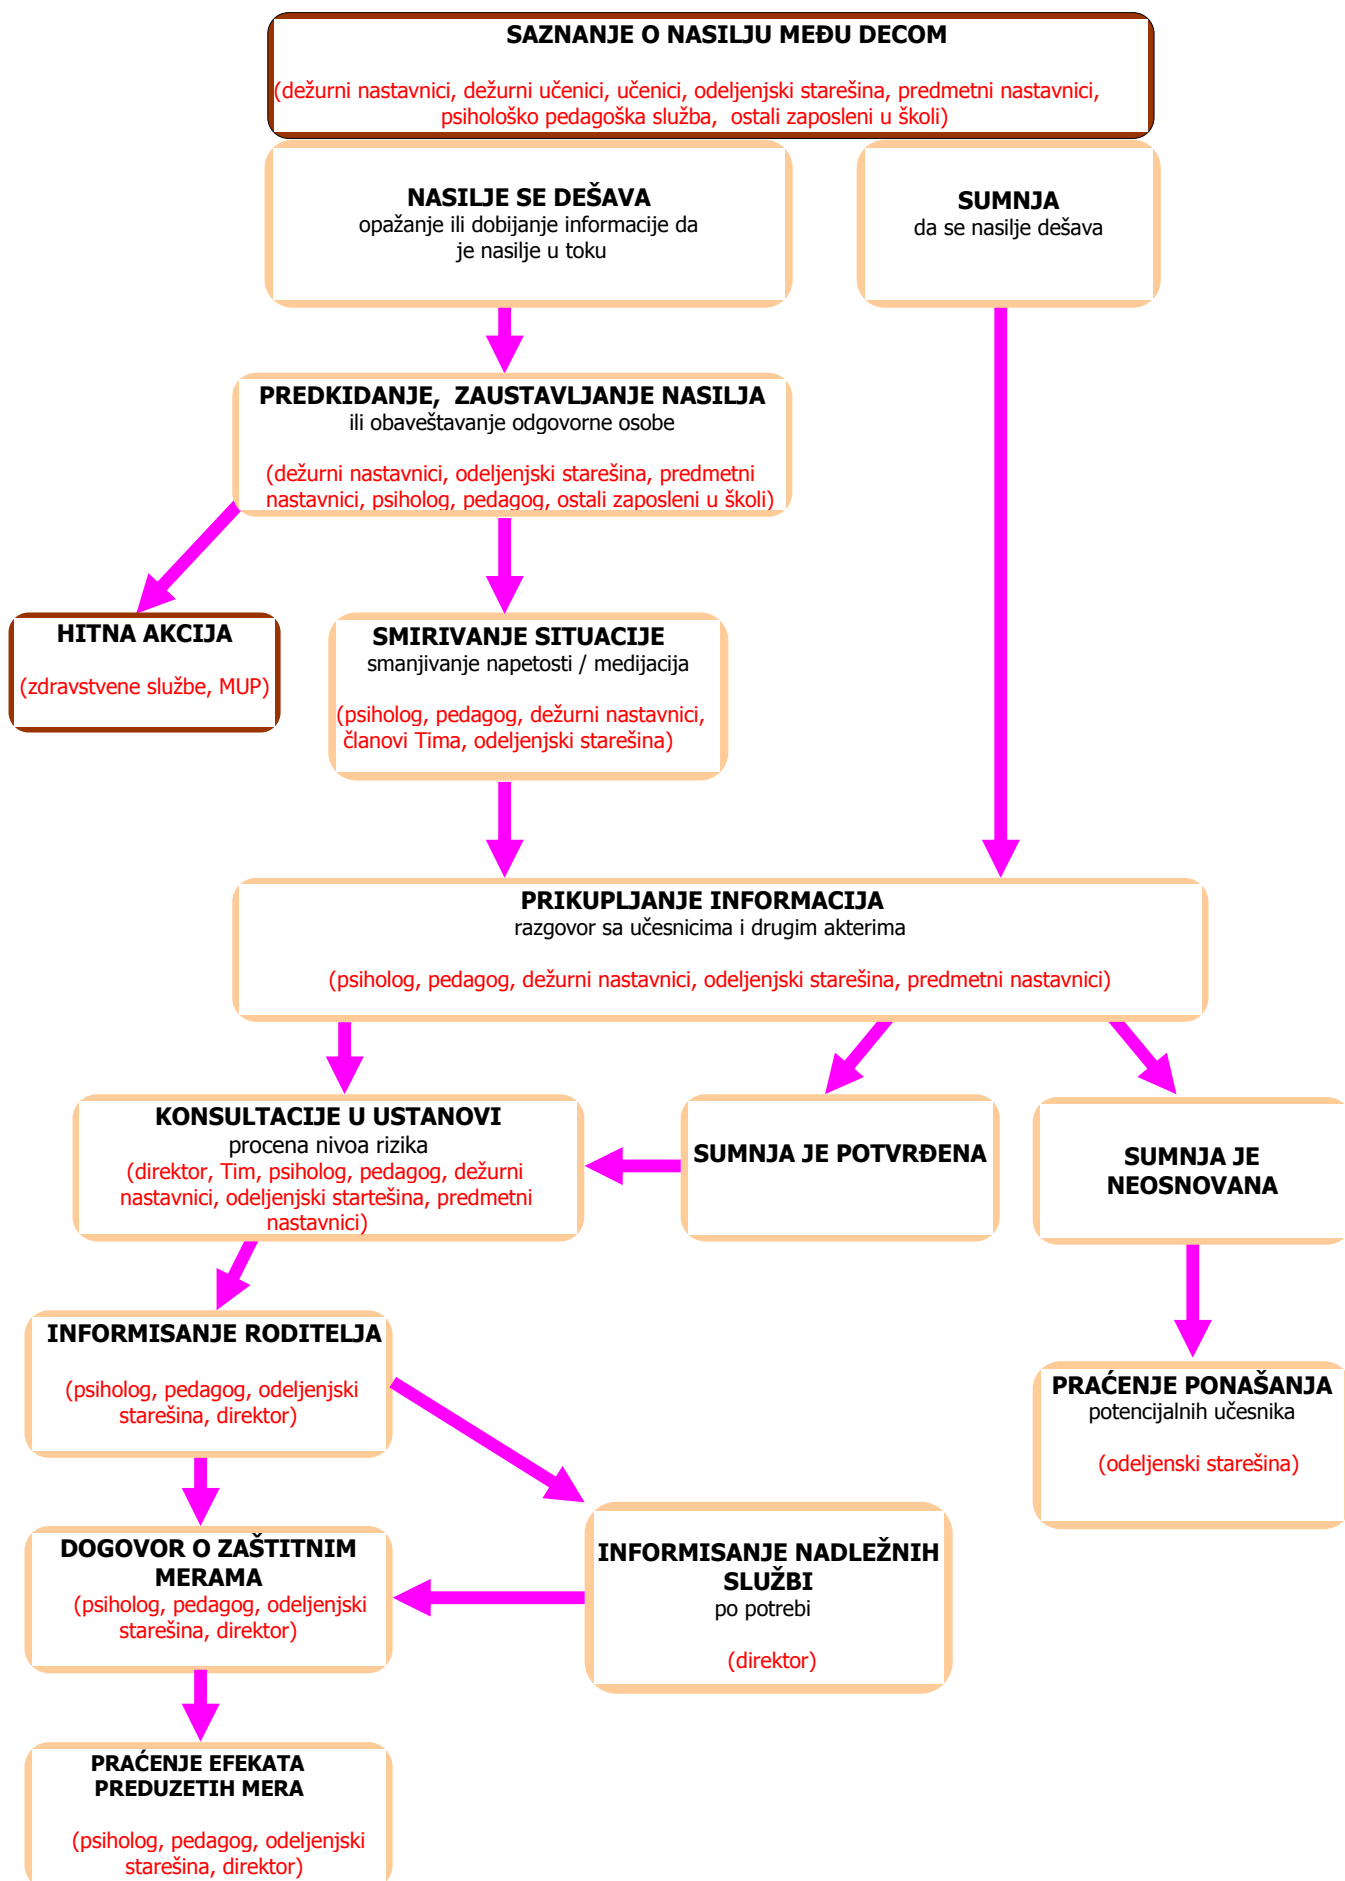 SAZNANJE O NASILJU MEĐU DECOM
(dežurni nastavnici, dežurni učenici, učenici, odeljenjski starešina, predmetni nastavnici,
psihološko pedagoška služba, ostali zaposleni u školi)
NASILJE SE DEŠAVA
opažanje ili dobijanje informacije da
je nasilje u toku
SUMNJA
da se nasilje dešava
PREDKIDANJE, ZAUSTAVLJANJE NASILJA
ili obaveštavanje odgovorne osobe
(dežurni nastavnici, odeljenjski starešina, predmetni
nastavnici, psiholog, pedagog, ostali zaposleni u školi)
HITNA AKCIJA
(zdravstvene službe, MUP)
SMIRIVANJE SITUACIJE
smanjivanje napetosti / medijacija
(psiholog, pedagog, dežurni nastavnici,
članovi Tima, odeljenjski starešina)
PRIKUPLJANJE INFORMACIJA
razgovor sa učesnicima i drugim akterima
(psiholog, pedagog, dežurni nastavnici, odeljenjski starešina, predmetni nastavnici)
KONSULTACIJE U USTANOVI
procena nivoa rizika
(direktor, Tim, psiholog, pedagog, dežurni
nastavnici, odeljenjski startešina, predmetni
nastavnici)
SUMNJA JE POTVRĐENA
SUMNJA JE
NEOSNOVANA
INFORMISANJE RODITELJA
(psiholog, pedagog, odeljenjski
starešina, direktor)
PRAĆENJE PONAŠANJA
potencijalnih učesnika
(odeljenski starešina)
DOGOVOR O ZAŠTITNIM
MERAMA
(psiholog, pedagog, odeljenjski
starešina, direktor)
INFORMISANJE NADLEŽNIH
SLUŽBI
po potrebi
(direktor)
PRAĆENJE EFEKATA
PREDUZETIH MERA
(psiholog, pedagog, odeljenjski
starešina, direktor)